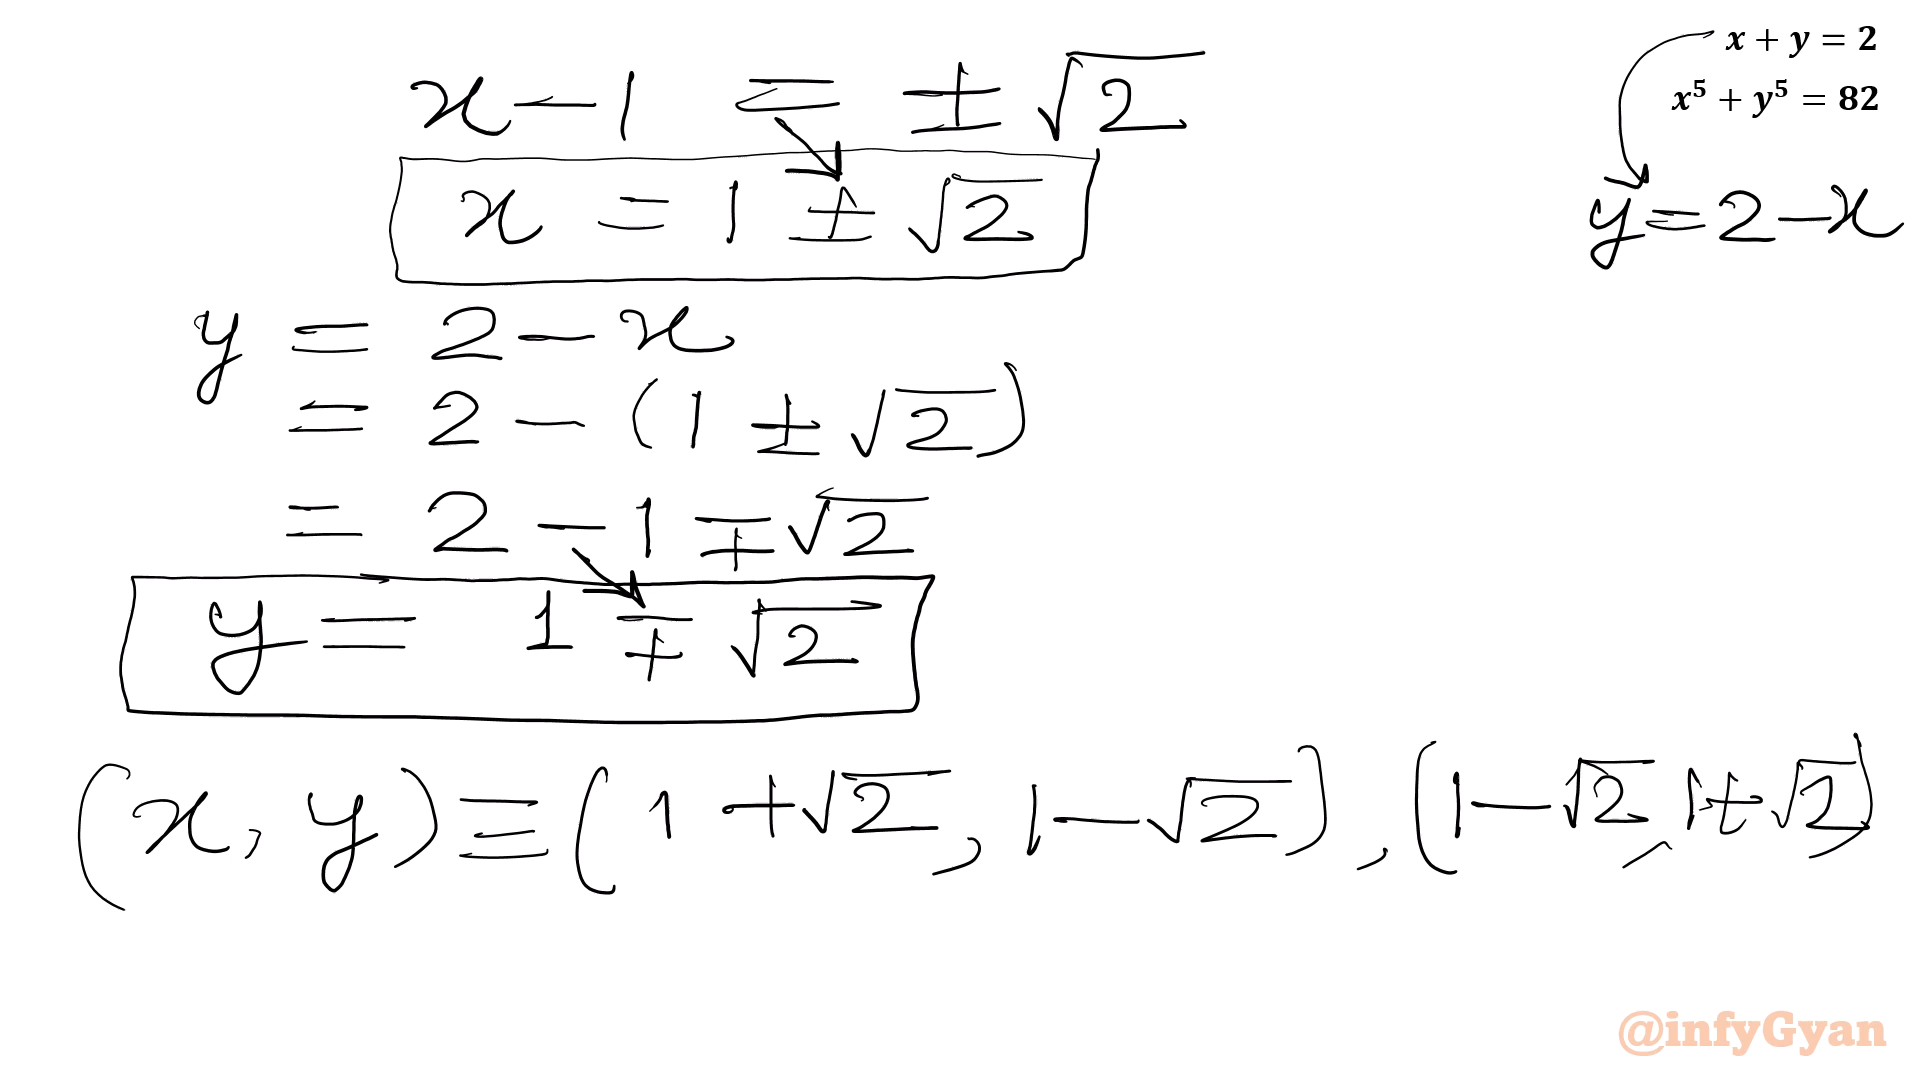 x + y = 2
x⁵ + y⁵ = 82
y = 2 - x
x - 1 = ± √2
x = 1 ± √2
y = 2 - x
= 2 - (1 ± √2)
= 2 - 1 ∓ √2
y = 1 ∓ √2
(x, y) ≡ (1 + √2, 1 - √2), (1 - √2, 1 + √2)
@infyGyan